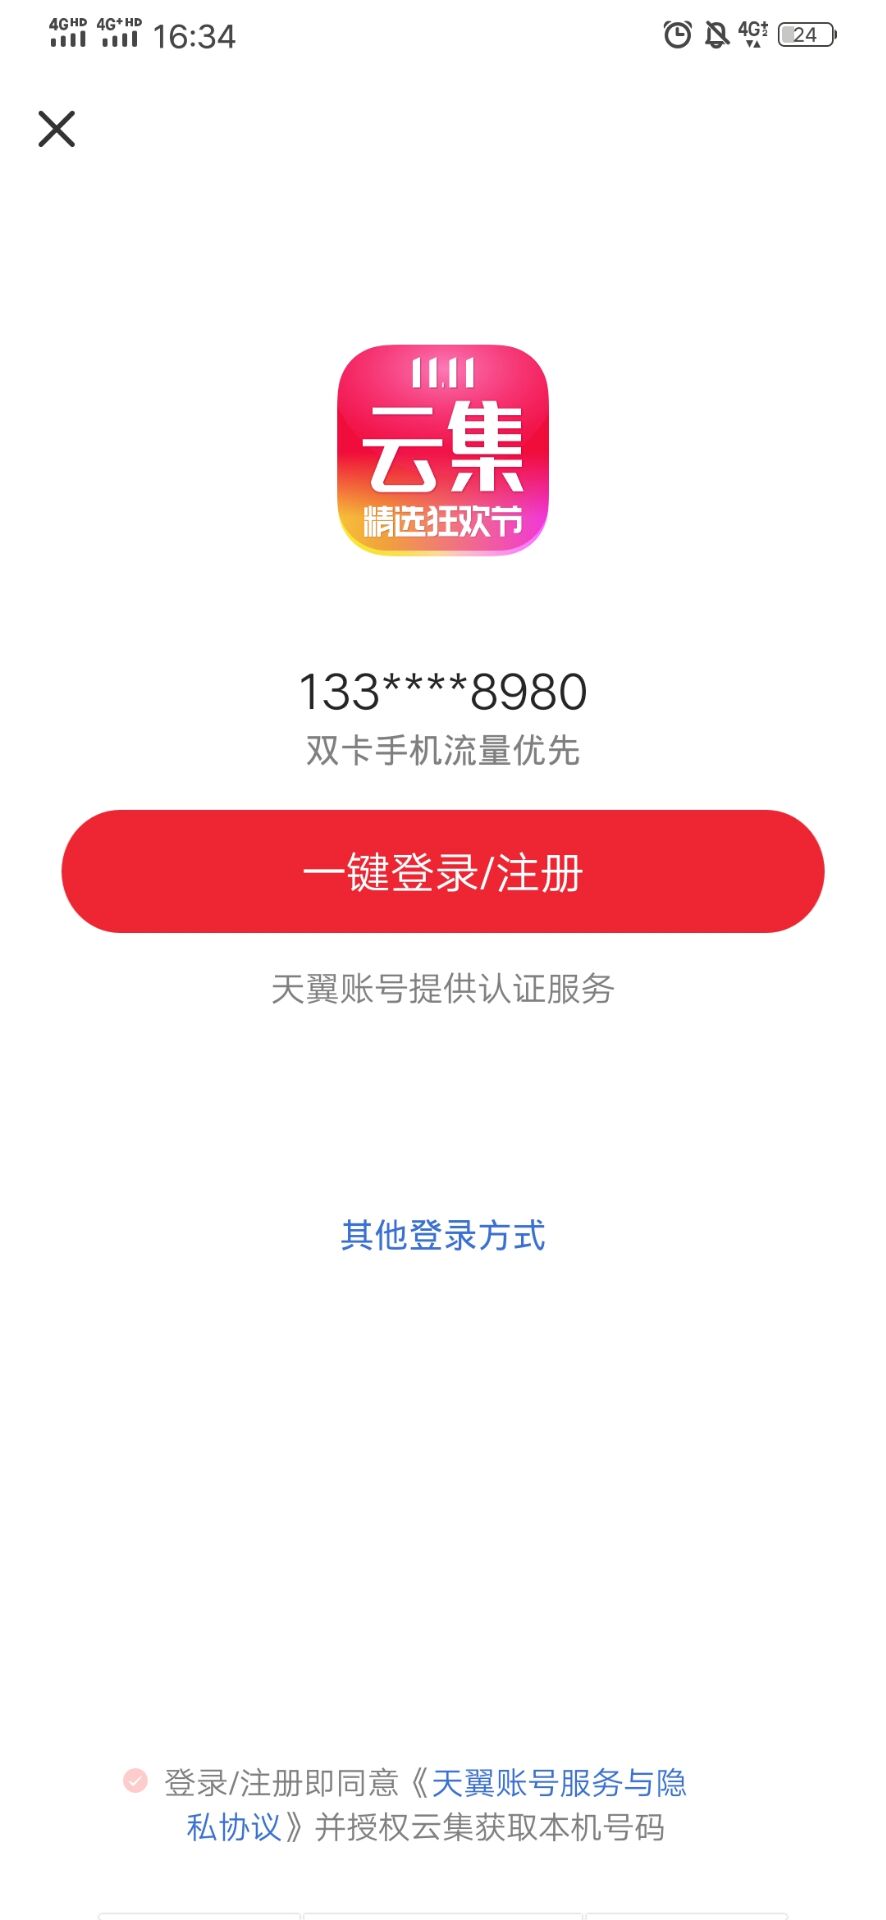 4G HD 4G+ HD 16:34 4G+ 2 24
11.11
云集
精选狂欢节
133****8980
双卡手机流量优先
一键登录/注册
天翼账号提供认证服务
其他登录方式
登录/注册即同意《天翼账号服务与隐
私协议》并授权云集获取本机号码